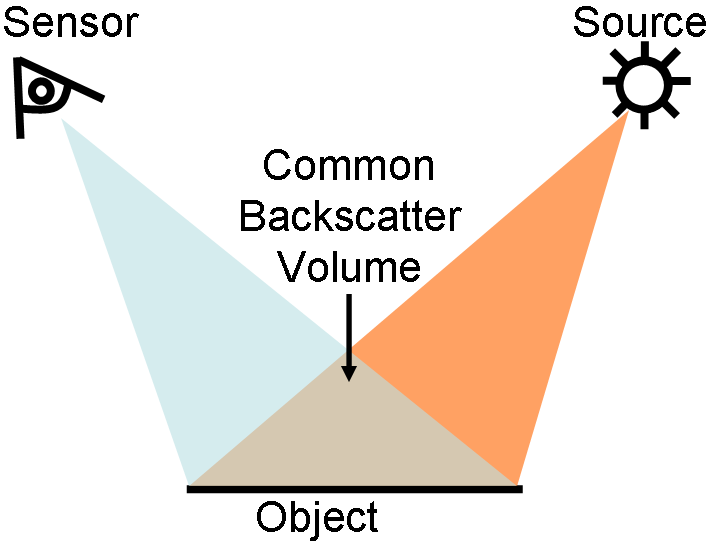 Sensor
Source
Common
Backscatter
Volume
Object